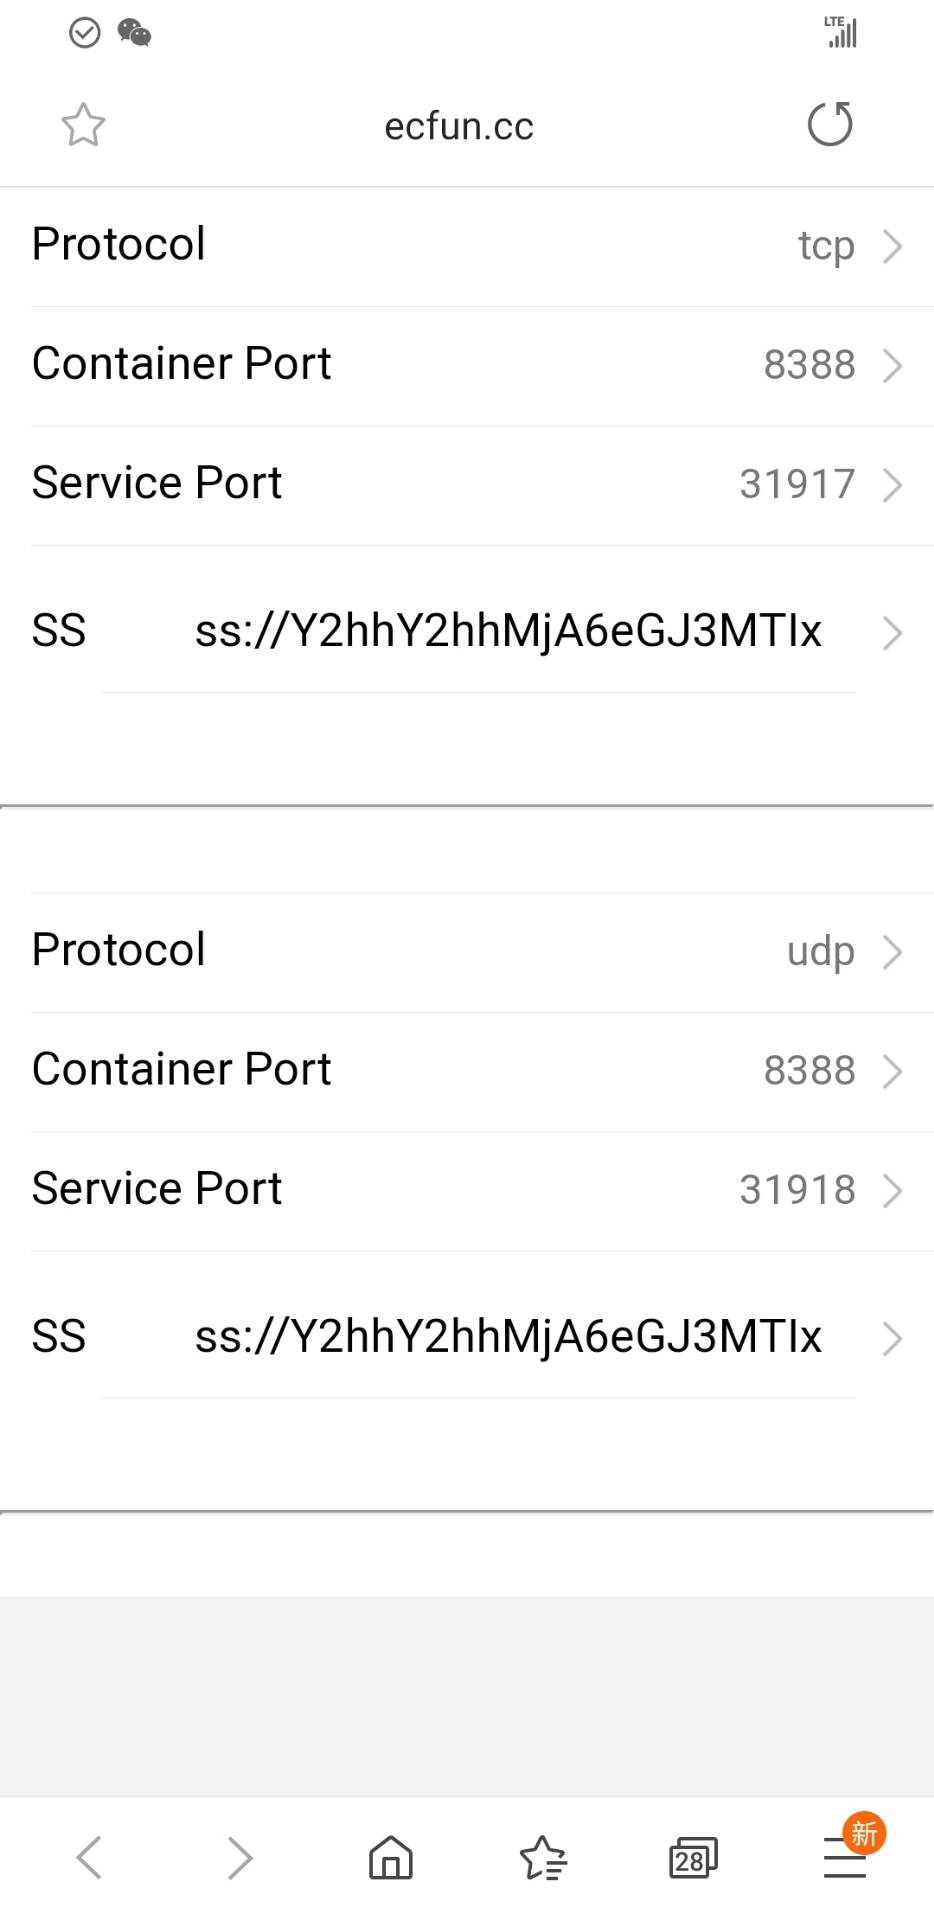 LTE
ecfun.cc
Protocol tcp
Container Port 8388
Service Port 31917
SS ss://Y2hhY2hhMjA6eGJ3MTIx
Protocol udp
Container Port 8388
Service Port 31918
SS ss://Y2hhY2hhMjA6eGJ3MTIx
28
新